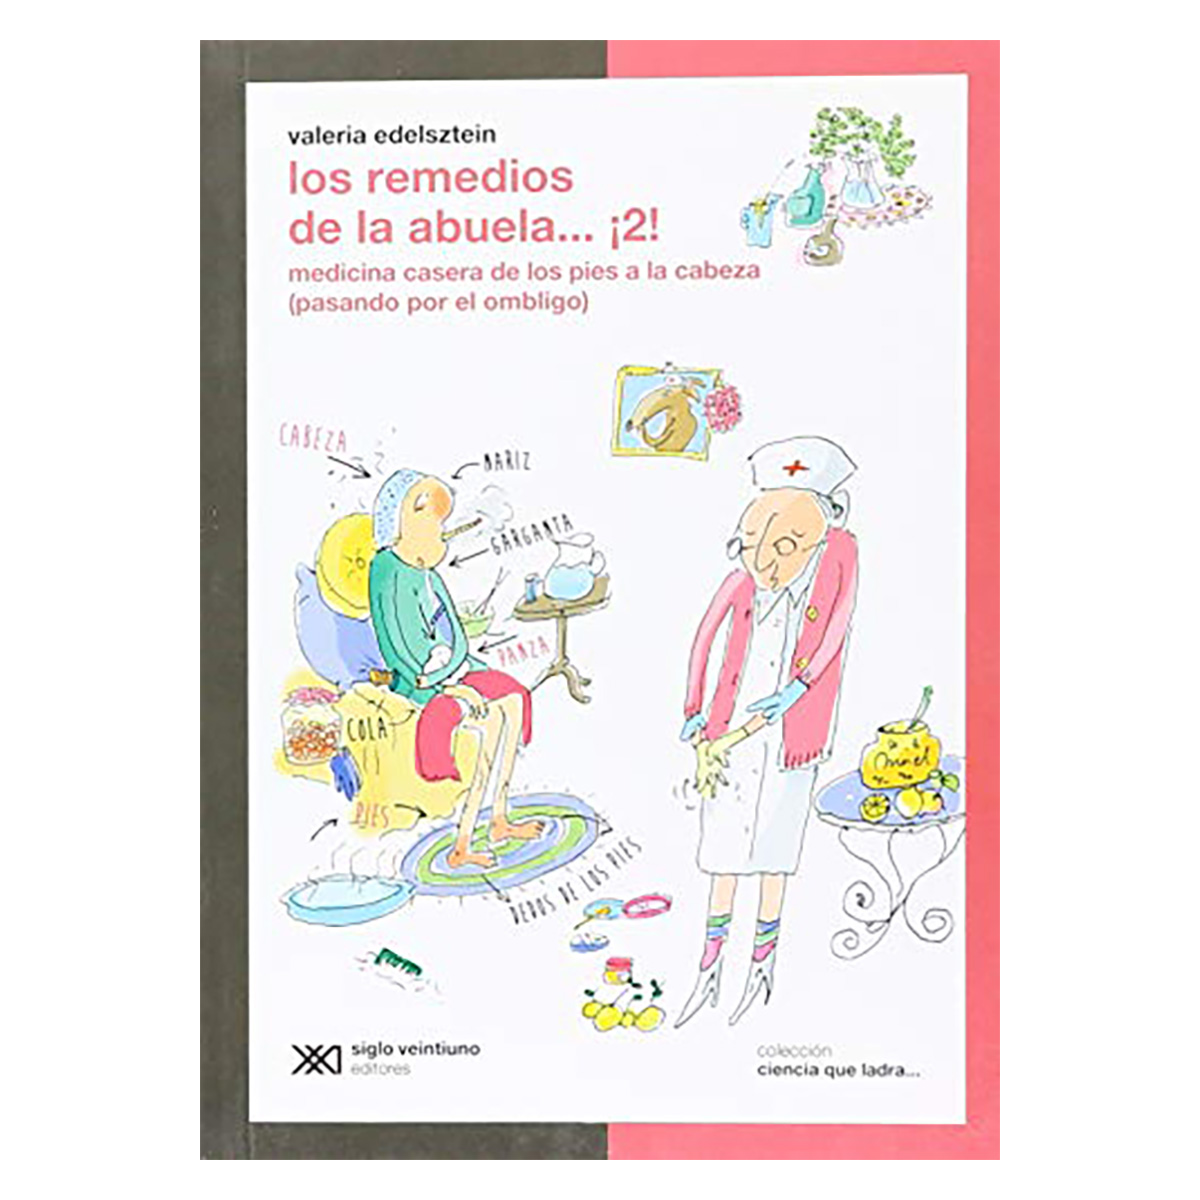 valeria edelsztein
los remedios
de la abuela... ¡2!
medicina casera de los pies a la cabeza
(pasando por el ombligo)
CABEZA
NARIZ
GARGANTA
PANZA
COLA
PIES
DEDOS DE LOS PIES
miel
siglo veintiuno
editores
colección
ciencia que ladra...